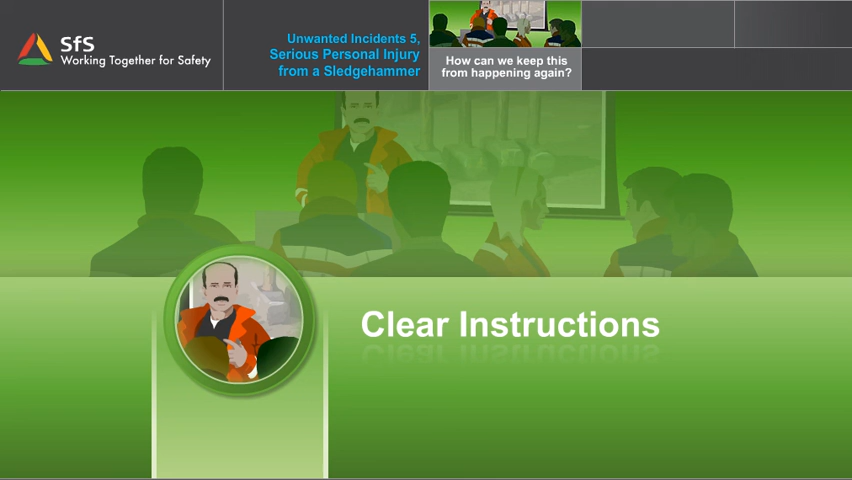 SfS
Working Together for Safety
Unwanted Incidents 5,
Serious Personal Injury
from a Sledgehammer
How can we keep this
from happening again?
Clear Instructions